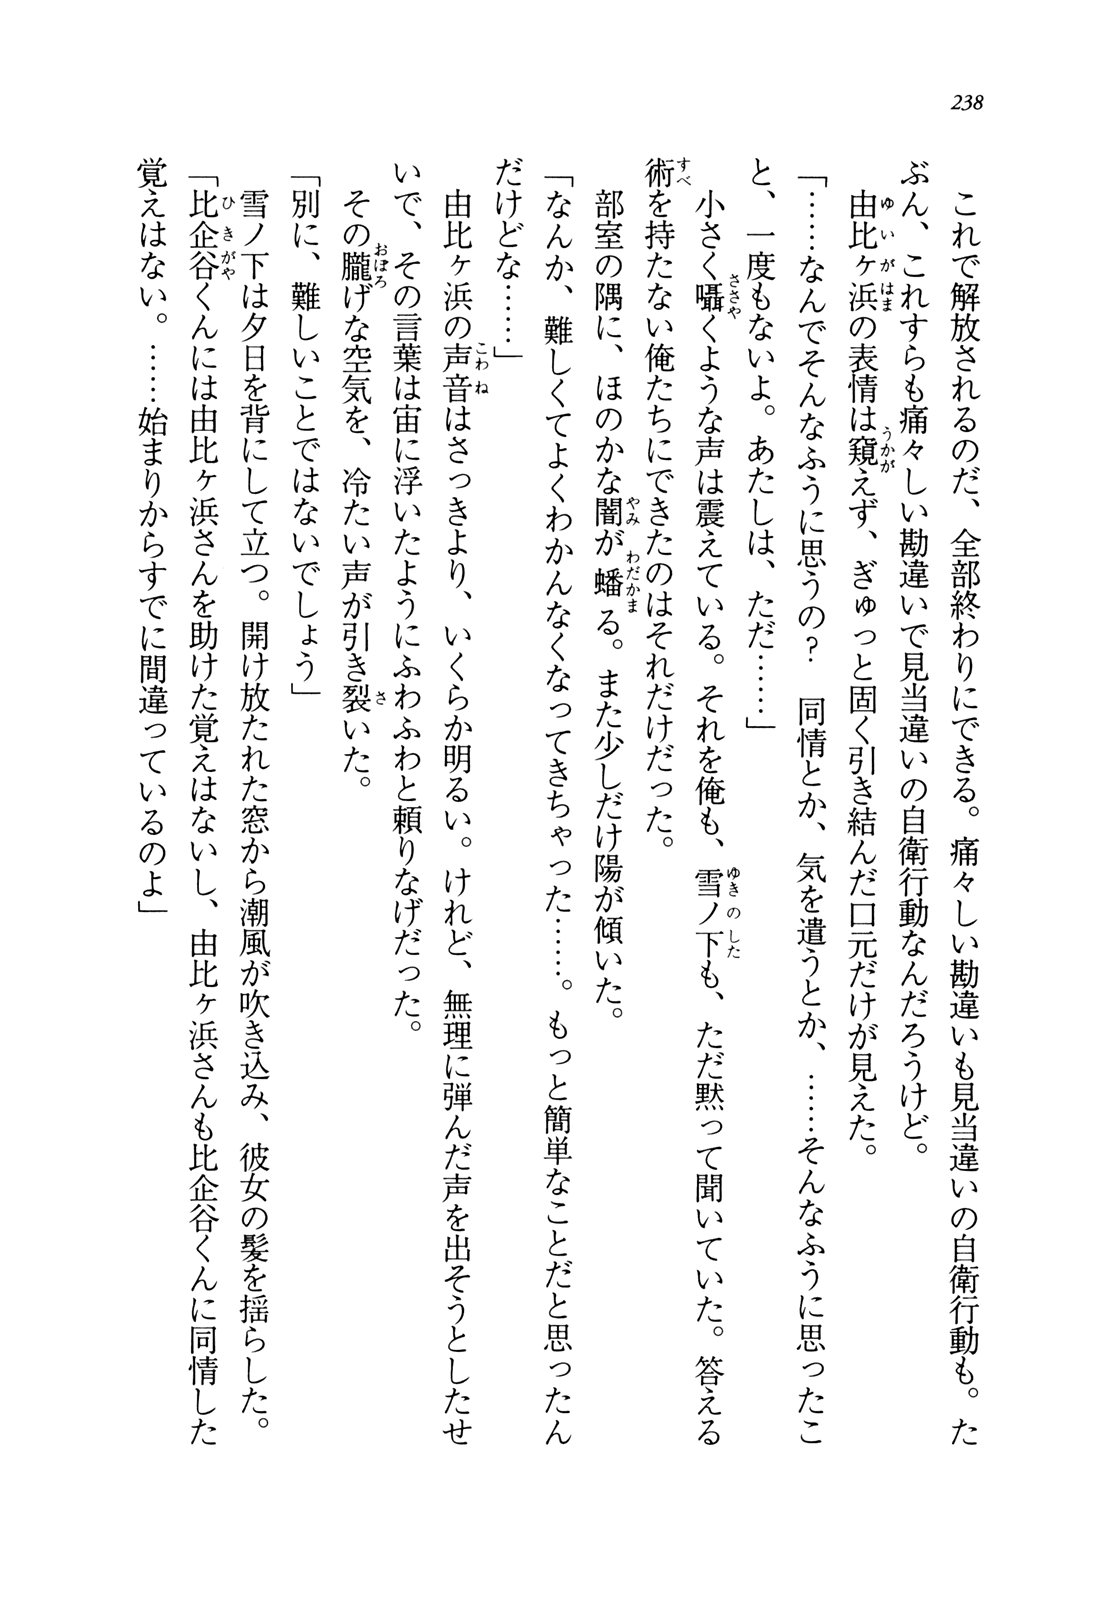 238
これで解放されるのだ、全部終わりにできる。痛々しい勘違いも見当違いの自衛行動も。た
ぶん、これすらも痛々しい勘違いで見当違いの自衛行動なんだろうけど。
由比ヶ浜の表情は窺えず、ぎゅっと固く引き結んだ口元だけが見えた。
「……なんでそんなふうに思うの？　同情とか、気を遣うとか、……そんなふうに思ったこ
と、一度もないよ。あたしは、ただ……」
小さく囁くような声は震えている。それを俺も、雪ノ下も、ただ黙って聞いていた。答える
術を持たない俺たちにできたのはそれだけだった。
部室の隅に、ほのかな闇が蟠る。また少しだけ陽が傾いた。
「なんか、難しくてよくわかんなくなってきちゃった……。もっと簡単なことだと思ったん
だけどな……」
由比ヶ浜の声音はさっきより、いくらか明るい。けれど、無理に弾んだ声を出そうとしたせ
いで、その言葉は宙に浮いたようにふわふわと頼りなげだった。
その朧げな空気を、冷たい声が引き裂いた。
「別に、難しいことではないでしょう」
雪ノ下は夕日を背にして立つ。開け放たれた窓から潮風が吹き込み、彼女の髪を揺らした。
「比企谷くんには由比ヶ浜さんを助けた覚えはないし、由比ヶ浜さんも比企谷くんに同情した
覚えはない。……始まりからすでに間違っているのよ」